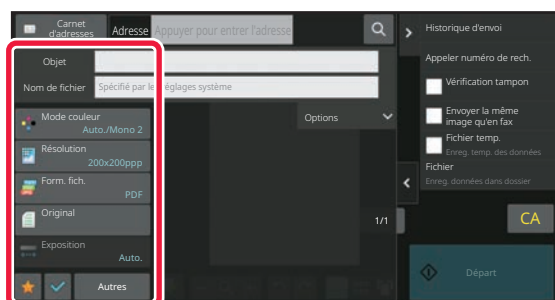 Carnet
d'adresses
Adresse
Appuyer pour entrer l'adresse
Objet
Nom de fichier
Spécifié par les réglages système
Mode couleur
Auto./Mono 2
Résolution
200x200ppp
Form. fich.
PDF
Original
Exposition
Auto.
Autres
Options
1/1
Historique d'envoi
Appeler numéro de rech.
Vérification tampon
Envoyer la même
image qu'en fax
Fichier temp.
Enreg. temp. des données
Fichier
Enreg. données dans dossier
CA
Départ